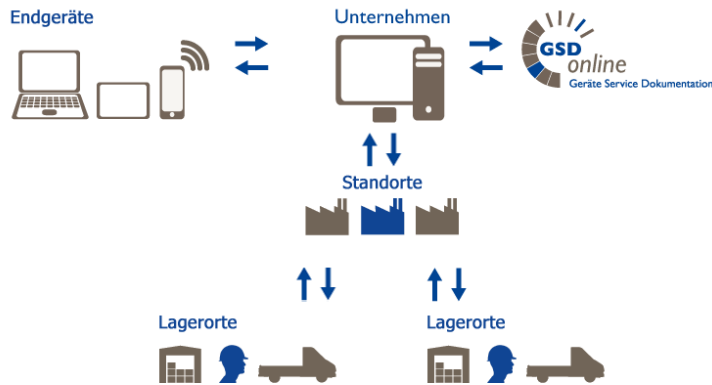 Endgeräte
Unternehmen
GSD
online
Geräte Service Dokumentation
Standorte
Lagerorte
Lagerorte